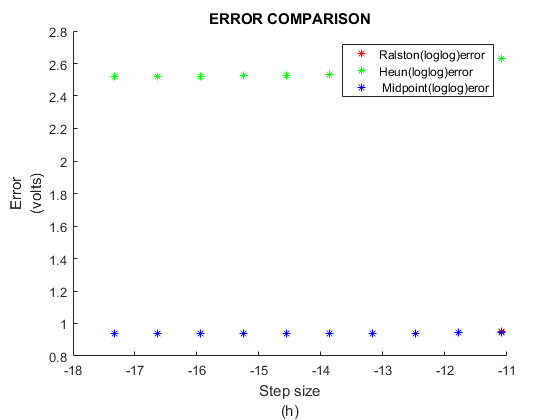 ERROR COMPARISON
2.8
2.6
2.4
2.2
2
1.8
1.6
1.4
1.2
1
0.8
Error
(volts)
Ralston(loglog)error
Heun(loglog)error
Midpoint(loglog)eror
-18 -17 -16 -15 -14 -13 -12 -11
Step size
(h)